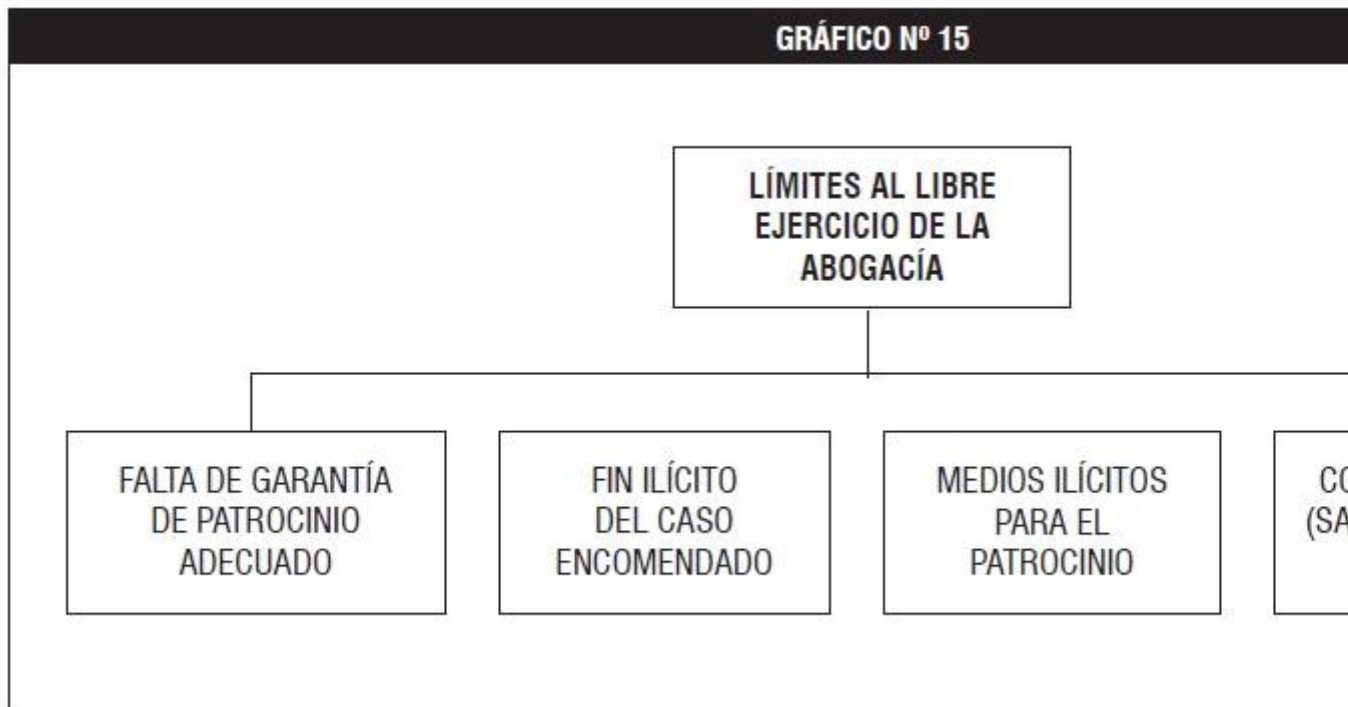 GRÁFICO Nº 15
LÍMITES AL LIBRE
EJERCICIO DE LA
ABOGACÍA
FALTA DE GARANTÍA
DE PATROCINIO
ADECUADO
FIN ILÍCITO
DEL CASO
ENCOMENDADO
MEDIOS ILÍCITOS
PARA EL
PATROCINIO